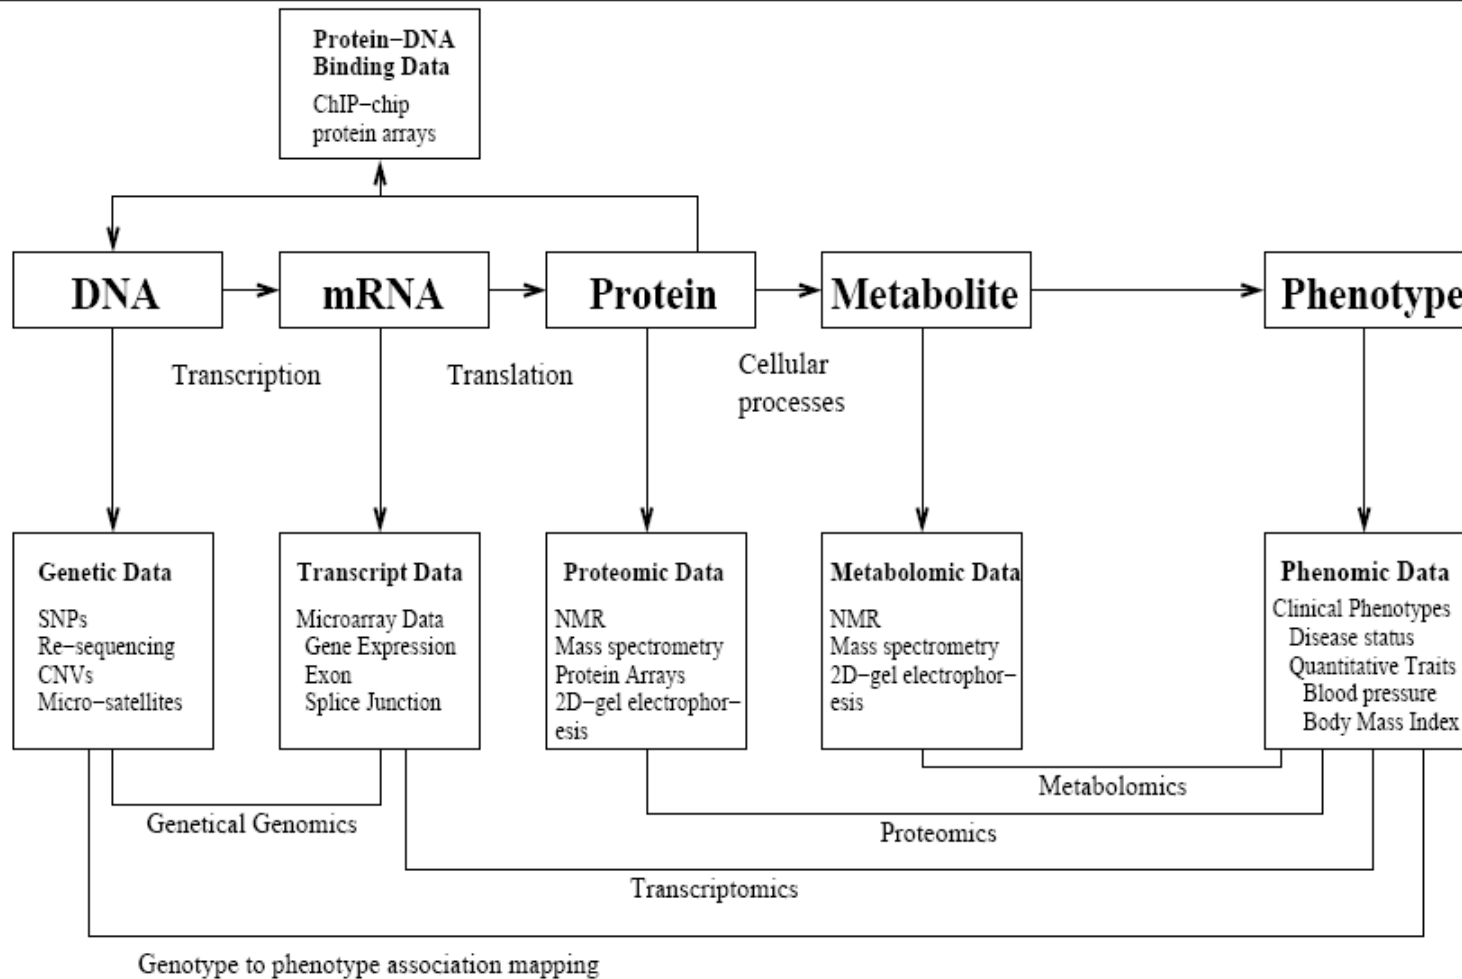 Protein−DNA
Binding Data
ChIP−chip
protein arrays
DNA
mRNA
Protein
Metabolite
Phenotype
Transcription
Translation
Cellular
processes
Genetic Data
SNPs
Re−sequencing
CNVs
Micro−satellites
Transcript Data
Microarray Data
Gene Expression
Exon
Splice Junction
Proteomic Data
NMR
Mass spectrometry
Protein Arrays
2D−gel electrophor−
esis
Metabolomic Data
NMR
Mass spectrometry
2D−gel electrophor−
esis
Phenomic Data
Clinical Phenotypes
Disease status
Quantitative Traits
Blood pressure
Body Mass Index
Metabolomics
Genetical Genomics
Proteomics
Transcriptomics
Genotype to phenotype association mapping